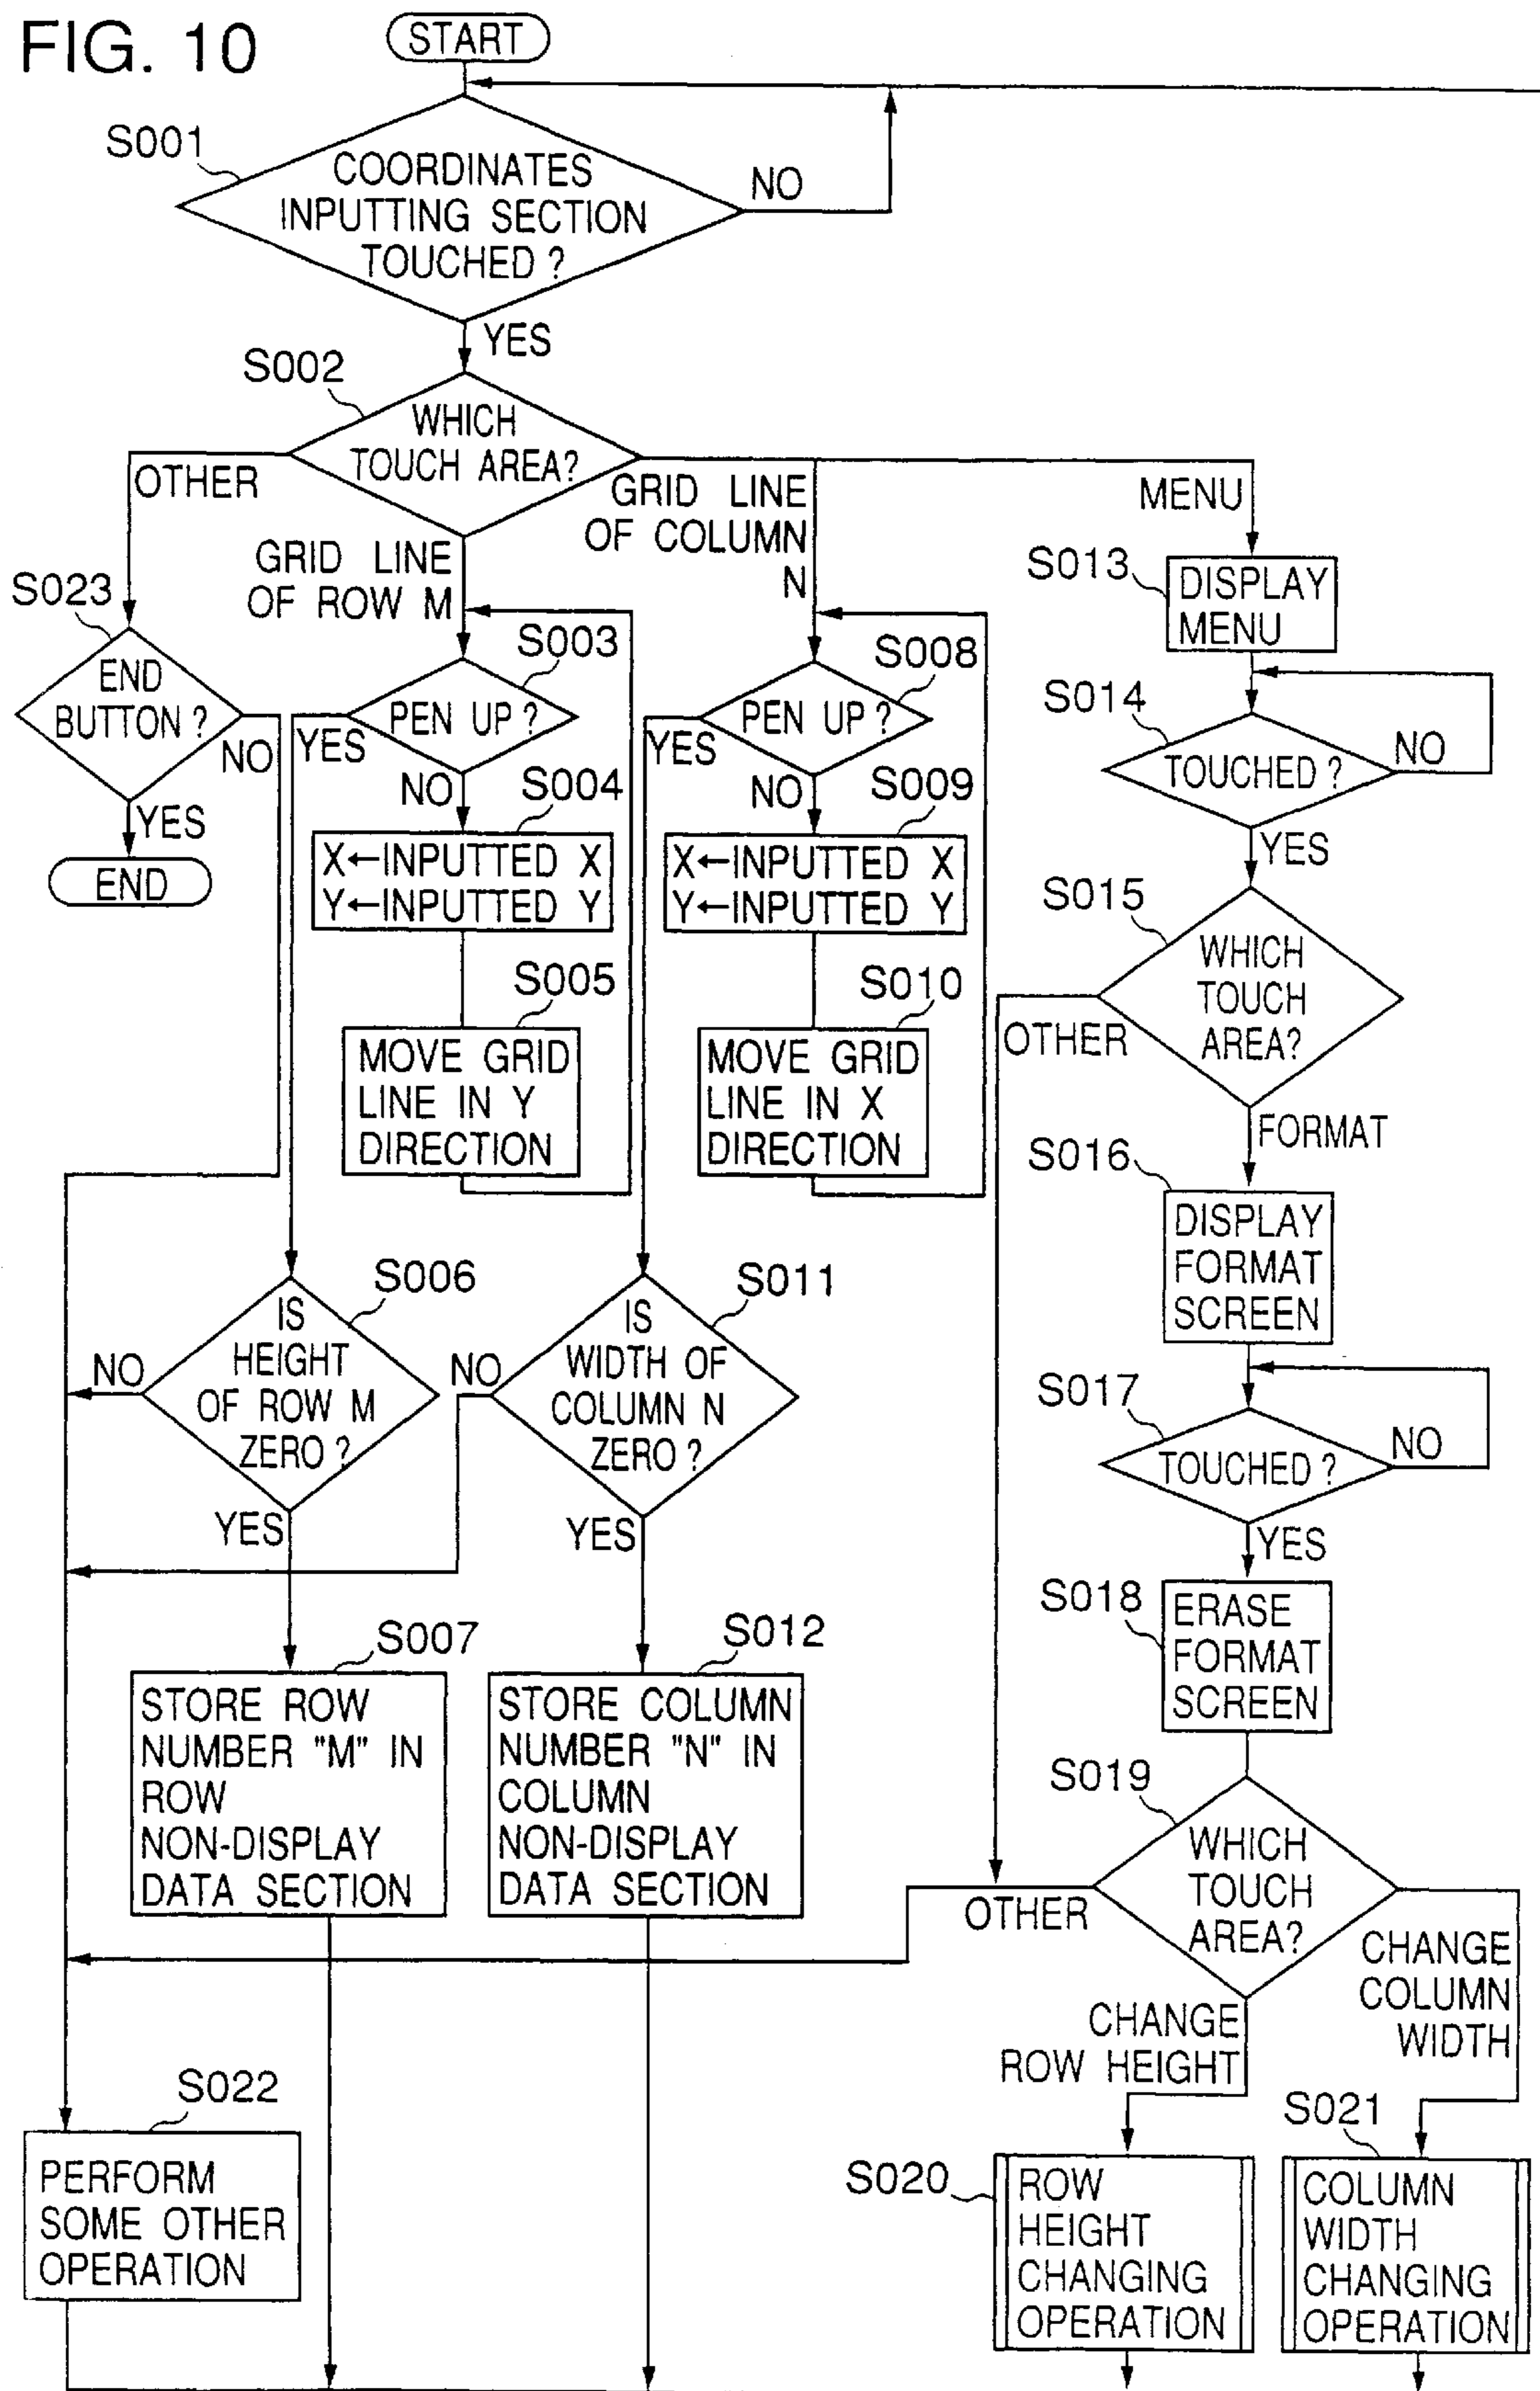 FIG. 10
START
S001
COORDINATES
INPUTTING SECTION
TOUCHED ?
NO
YES
S002
WHICH
TOUCH AREA?
OTHER
GRID LINE
OF ROW M
GRID LINE
OF COLUMN
N
MENU
S023
END
BUTTON ?
NO
YES
END
S003
PEN UP ?
YES
NO
S004
X←INPUTTED X
Y←INPUTTED Y
S005
MOVE GRID
LINE IN Y
DIRECTION
S008
PEN UP ?
YES
NO
S009
X←INPUTTED X
Y←INPUTTED Y
S010
MOVE GRID
LINE IN X
DIRECTION
S013
DISPLAY
MENU
S014
TOUCHED ?
NO
YES
S015
WHICH
TOUCH
AREA?
OTHER
FORMAT
S016
DISPLAY
FORMAT
SCREEN
S006
IS
HEIGHT
OF ROW M
ZERO ?
NO
YES
S011
IS
WIDTH OF
COLUMN N
ZERO ?
NO
YES
S017
TOUCHED ?
NO
YES
S018
ERASE
FORMAT
SCREEN
S007
STORE ROW
NUMBER "M" IN
ROW
NON-DISPLAY
DATA SECTION
S012
STORE COLUMN
NUMBER "N" IN
COLUMN
NON-DISPLAY
DATA SECTION
S019
WHICH
TOUCH
AREA?
OTHER
CHANGE
ROW HEIGHT
CHANGE
COLUMN
WIDTH
S022
PERFORM
SOME OTHER
OPERATION
S020
ROW
HEIGHT
CHANGING
OPERATION
S021
COLUMN
WIDTH
CHANGING
OPERATION